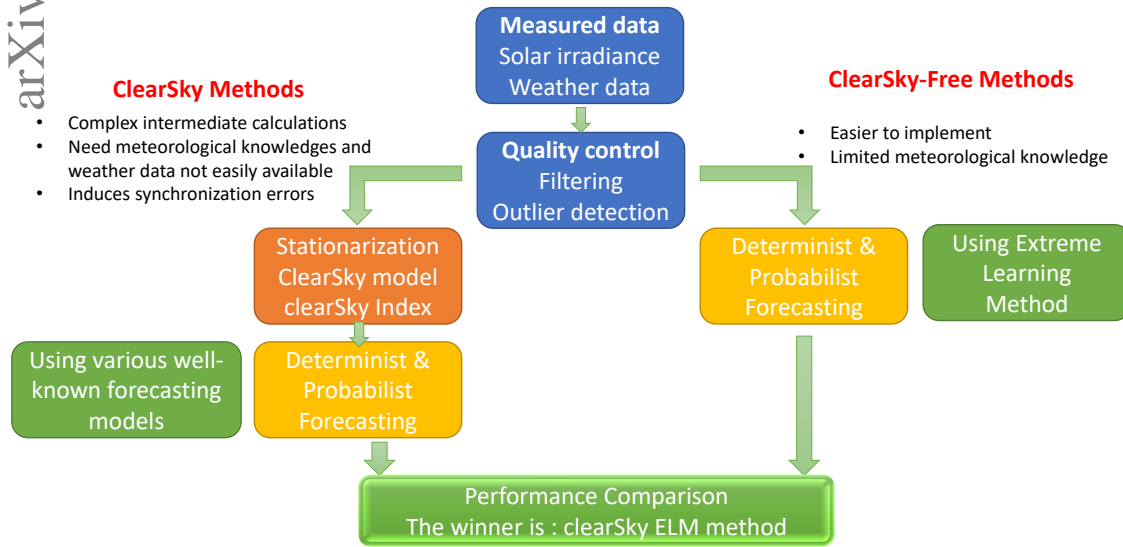 arXiv
Measured data
Solar irradiance
Weather data
ClearSky Methods
• Complex intermediate calculations
• Need meteorological knowledges and
weather data not easily available
• Induces synchronization errors
ClearSky-Free Methods
• Easier to implement
• Limited meteorological knowledge
Quality control
Filtering
Outlier detection
Stationarization
ClearSky model
clearSky Index
Determinist &
Probabilist
Forecasting
Using Extreme
Learning
Method
Using various well-
known forecasting
models
Determinist &
Probabilist
Forecasting
Performance Comparison
The winner is : clearSky ELM method